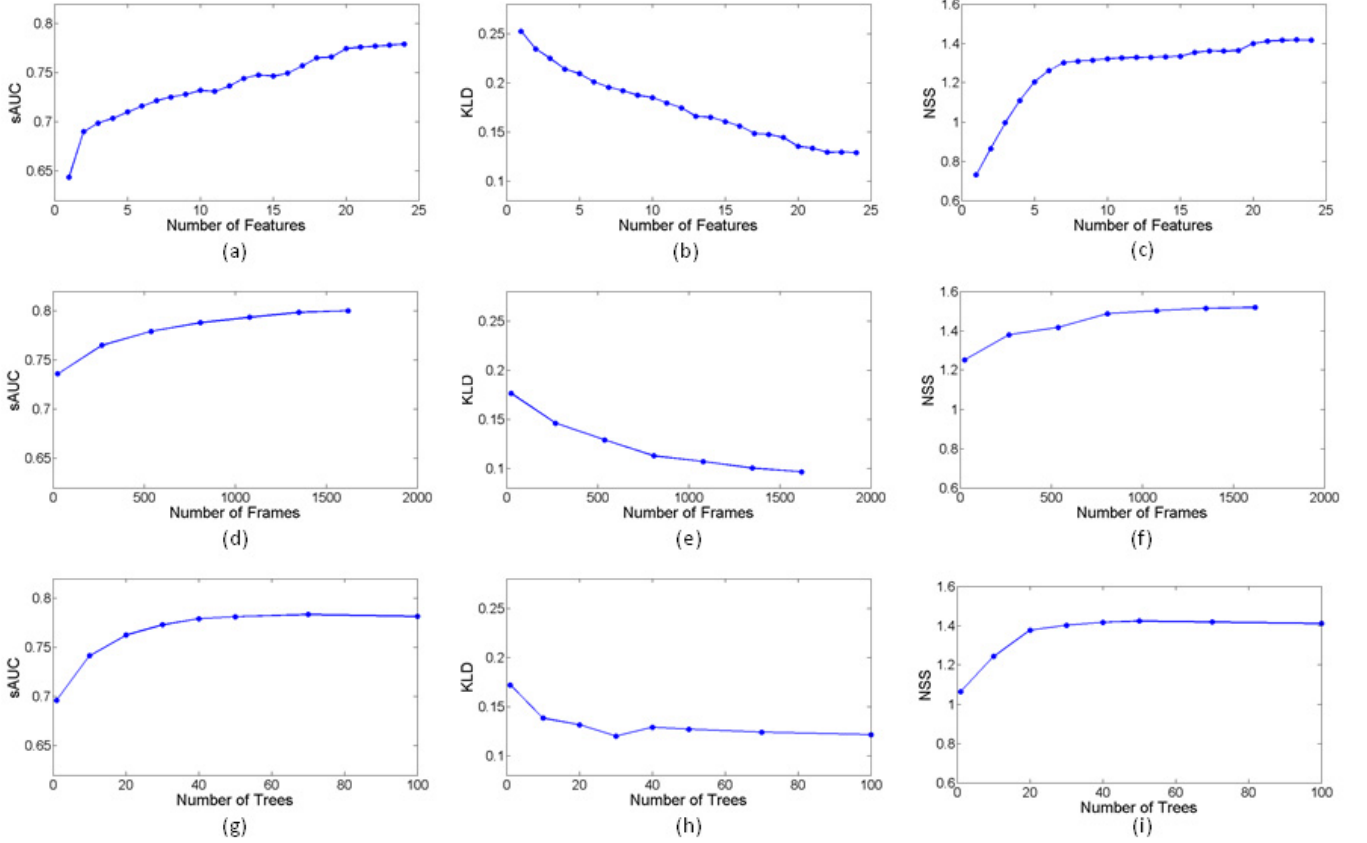 0.8
0.75
0.7
0.65
sAUC
0 5 10 15 20 25
Number of Features
(a)
0.25
0.2
0.15
0.1
KLD
0 5 10 15 20 25
Number of Features
(b)
1.6
1.4
1.2
1
0.8
0.6
NSS
0 5 10 15 20 25
Number of Features
(c)
0.8
0.75
0.7
0.65
sAUC
0 500 1000 1500 2000
Number of Frames
(d)
0.25
0.2
0.15
0.1
KLD
0 500 1000 1500 2000
Number of Frames
(e)
1.6
1.4
1.2
1
0.8
0.6
NSS
0 500 1000 1500 2000
Number of Frames
(f)
0.8
0.75
0.7
0.65
sAUC
0 20 40 60 80 100
Number of Trees
(g)
0.25
0.2
0.15
0.1
KLD
0 20 40 60 80 100
Number of Trees
(h)
1.6
1.4
1.2
1
0.8
0.6
NSS
0 20 40 60 80 100
Number of Trees
(i)